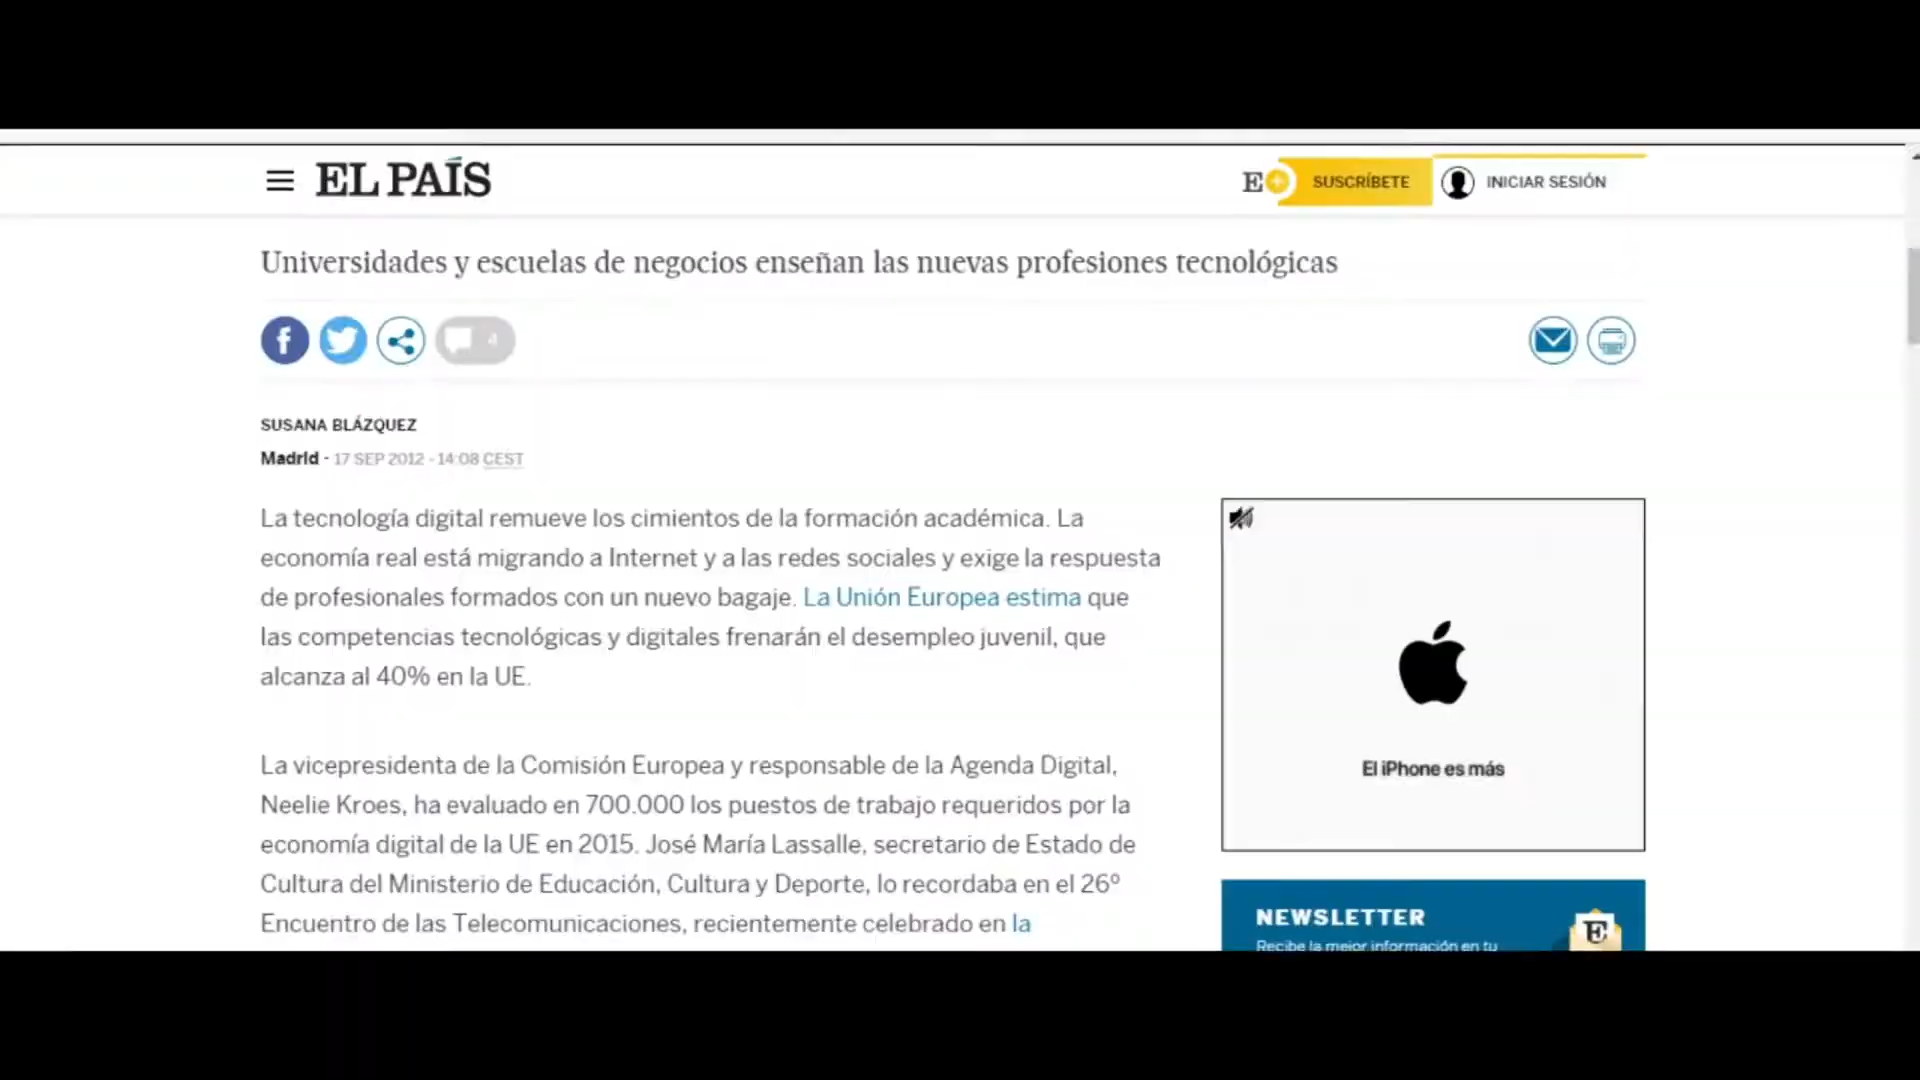 EL PAÍS
E+ SUSCRÍBETE
INICIAR SESIÓN
Universidades y escuelas de negocios enseñan las nuevas profesiones tecnológicas
4
SUSANA BLÁZQUEZ
Madrid - 17 SEP 2012 - 14:08 CEST
La tecnología digital remueve los cimientos de la formación académica. La
economía real está migrando a Internet y a las redes sociales y exige la respuesta
de profesionales formados con un nuevo bagaje. La Unión Europea estima que
las competencias tecnológicas y digitales frenarán el desempleo juvenil, que
alcanza al 40% en la UE.
La vicepresidenta de la Comisión Europea y responsable de la Agenda Digital,
Neelie Kroes, ha evaluado en 700.000 los puestos de trabajo requeridos por la
economía digital de la UE en 2015. José María Lassalle, secretario de Estado de
Cultura del Ministerio de Educación, Cultura y Deporte, lo recordaba en el 26º
Encuentro de las Telecomunicaciones, recientemente celebrado en la
El iPhone es más
NEWSLETTER
Recibe la mejor información en tu
E